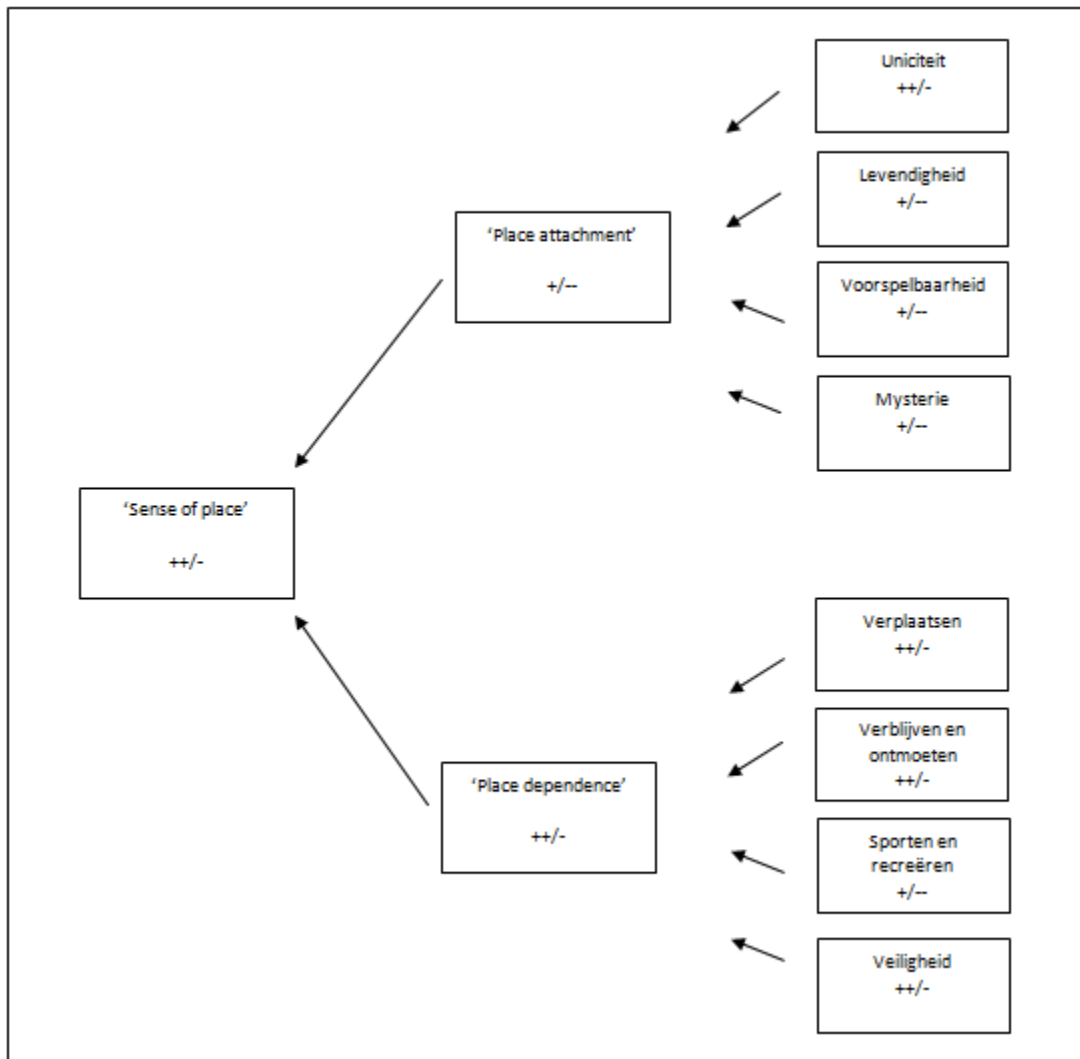 Uniciteit
++/-
Levendigheid
+/--
'Place attachment'
+/--
Voorspelbaarheid
+/--
Mysterie
+/--
'Sense of place'
++/-
Verplaatsen
++/-
Verblijven en
ontmoeten
++/-
'Place dependence'
++/-
Sporten en
recreëren
+/--
Veiligheid
++/-